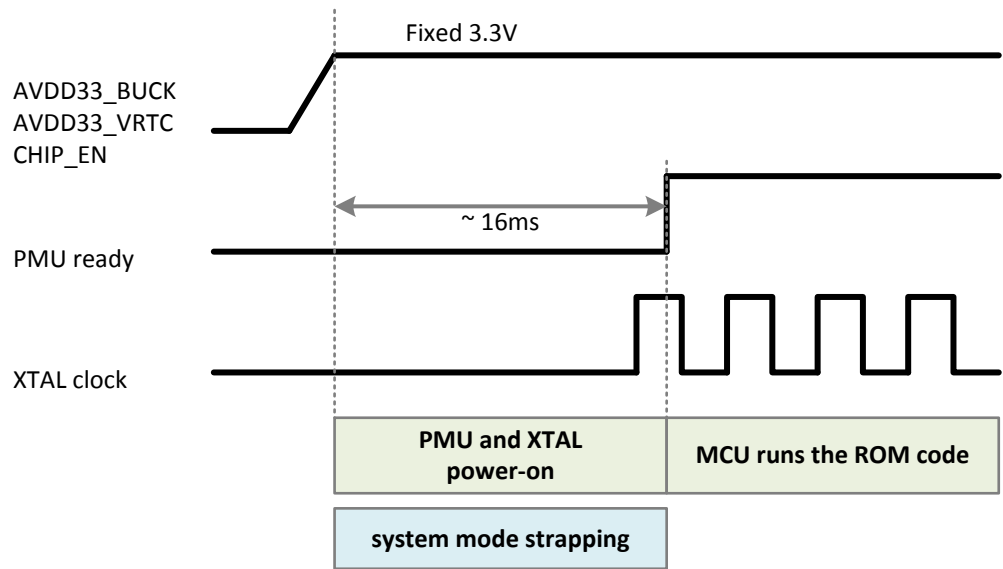 Fixed 3.3V
AVDD33_BUCK
AVDD33_VRTC
CHIP_EN
~ 16ms
PMU ready
XTAL clock
PMU and XTAL
power-on
MCU runs the ROM code
system mode strapping